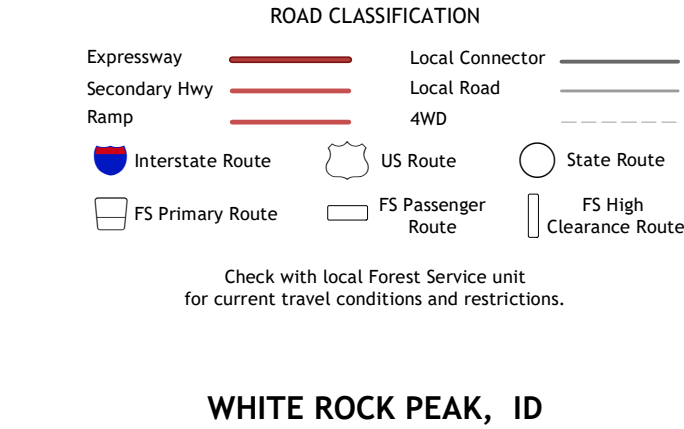 ROAD CLASSIFICATION
Expressway
Local Connector
Secondary Hwy
Local Road
Ramp
4WD
Interstate Route
US Route
State Route
FS Primary Route
FS Passenger
Route
FS High
Clearance Route
Check with local Forest Service unit
for current travel conditions and restrictions.
WHITE ROCK PEAK, ID